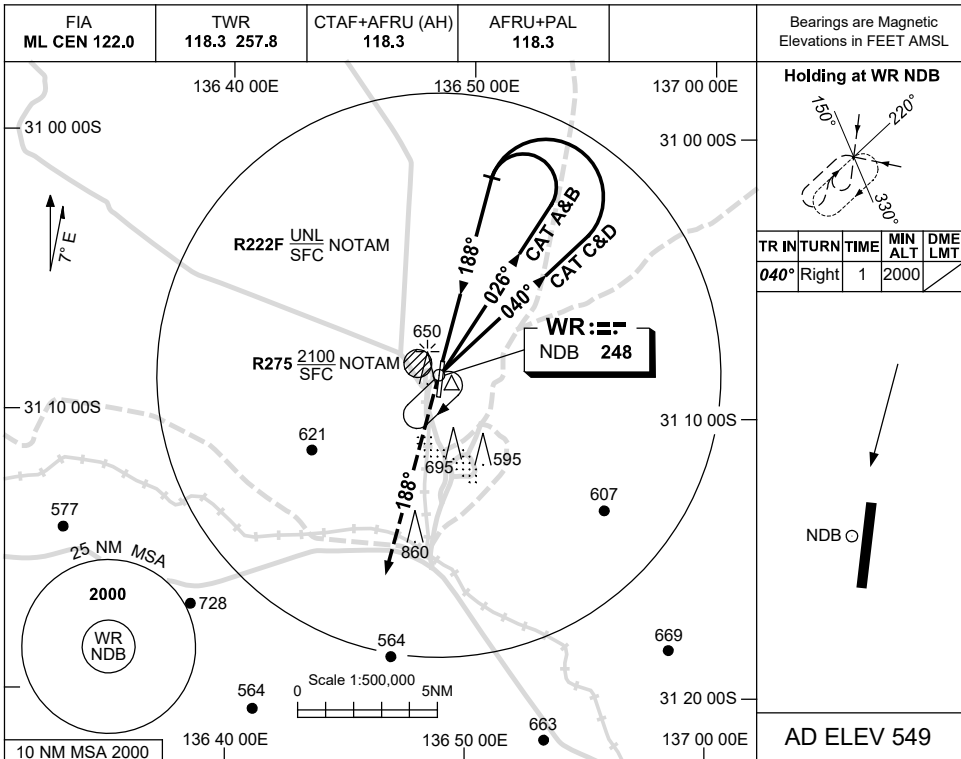 FIA
ML CEN 122.0
TWR
118.3 257.8
CTAF+AFRU (AH)
118.3
AFRU+PAL
118.3
Bearings are Magnetic
Elevations in FEET AMSL
136 40 00E
136 50 00E
137 00 00E
31 00 00S
31 00 00S
7° E
R222F UNL
SFC NOTAM
188°
026°
CAT A&B
040°
CAT C&D
WR
NDB 248
650
R275 2100
SFC NOTAM
31 10 00S
31 10 00S
621
695
595
188°
607
577
860
25 NM MSA
2000
WR
NDB
728
564
669
564
Scale 1:500,000
0
5NM
31 20 00S
663
136 40 00E
136 50 00E
137 00 00E
10 NM MSA 2000
Holding at WR NDB
150°
220°
330°
TR IN TURN TIME MIN ALT DME LMT
040° Right 1 2000
NDB
AD ELEV 549